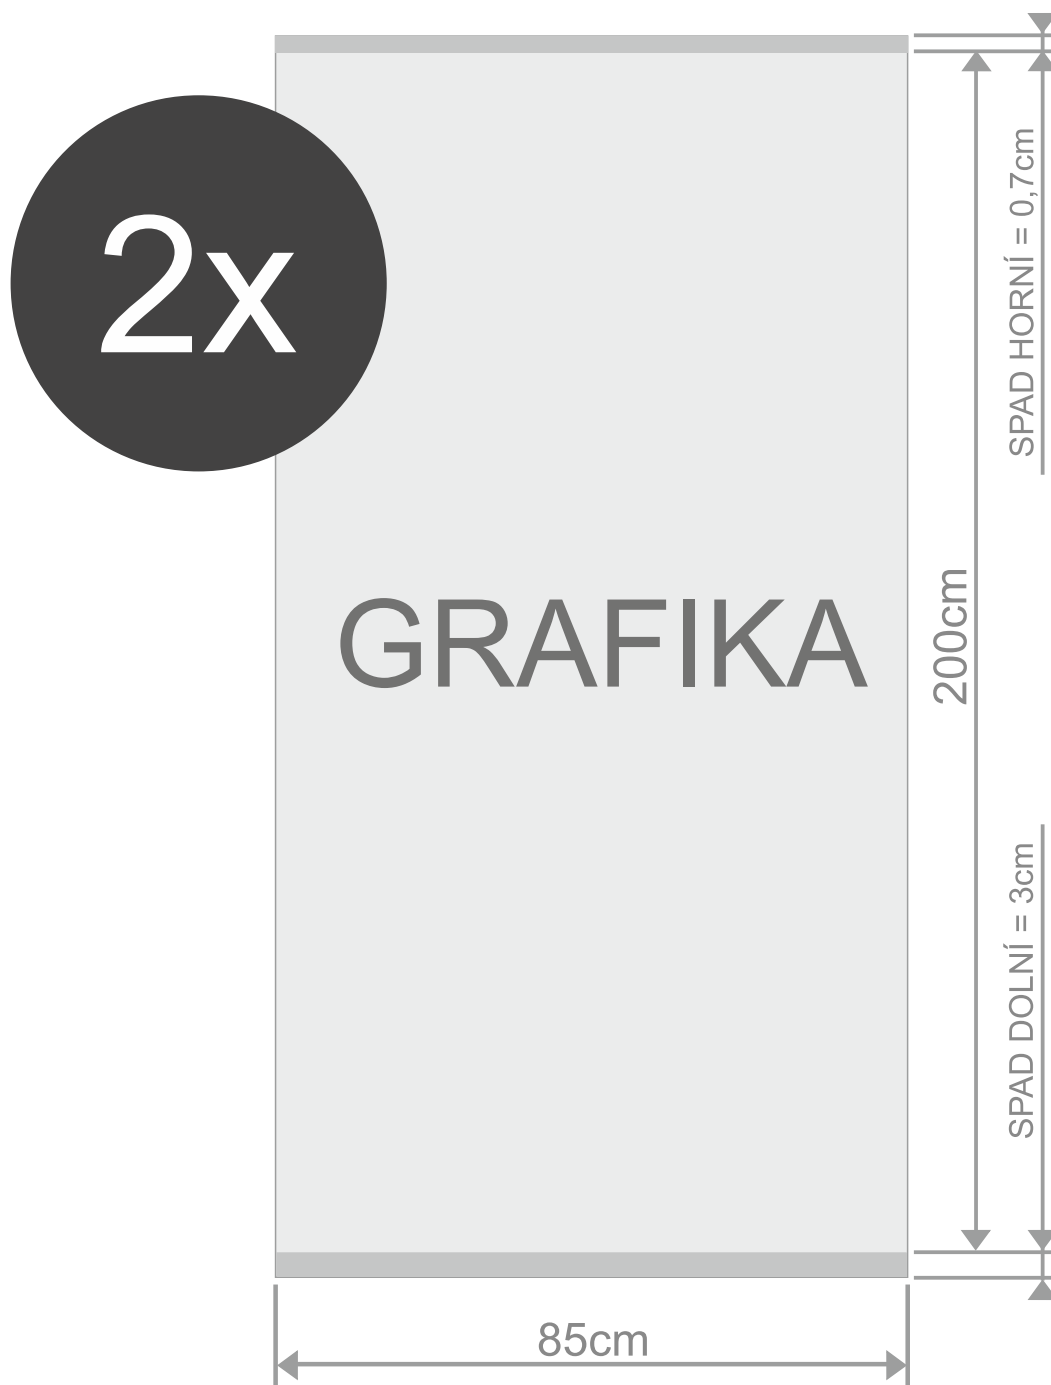 2x
GRAFIKA
SPAD HORNÍ = 0,7cm
200cm
SPAD DOLNÍ = 3cm
85cm